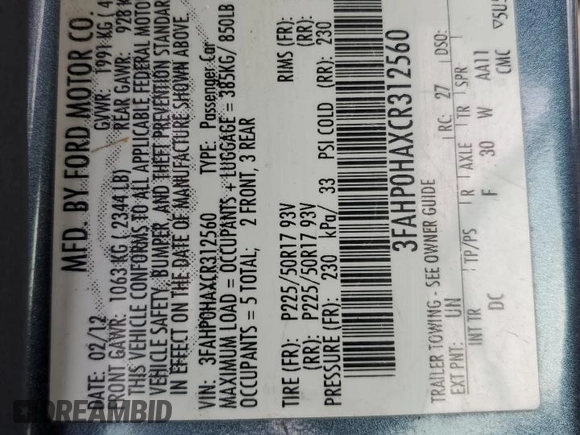 MFD. BY FORD MOTOR CO.
DATE: 02/12 GVWR: 1991 KG ( 4
FRONT GAWR: 1063 KG ( 2344LB) REAR GAWR: 928 K
THIS VEHICLE CONFORMS TO ALL APPLICABLE FEDERAL MOTOR
VEHICLE SAFETY, BUMPER, AND THEFT PREVENTION STANDAR
IN EFFECT ON THE DATE OF MANUFACTURE SHOWN ABOVE.
VIN: 3FAHP0HAXCR312560 TYPE: Passenger Car
MAXIMUM LOAD = OCCUPANTS + LUGGAGE = 385KG/ 850LB
OCCUPANTS = 5 TOTAL; 2 FRONT, 3 REAR
TIRE (FR): P225/50R17 93V RIMS (FR):
(RR): P225/50R17 93V (RR):
PRESSURE (FR): 230 kPa/ 33 PSI COLD (RR): 230
3FAHP0HAXCR312560
TRAILER TOWING - SEE OWNER GUIDE
EXT PNT: UN RC: 27 DSO:
INT TR TP/PS R AXLE TR SPR
DC F 30 W AA11
CMC
DREAMBID